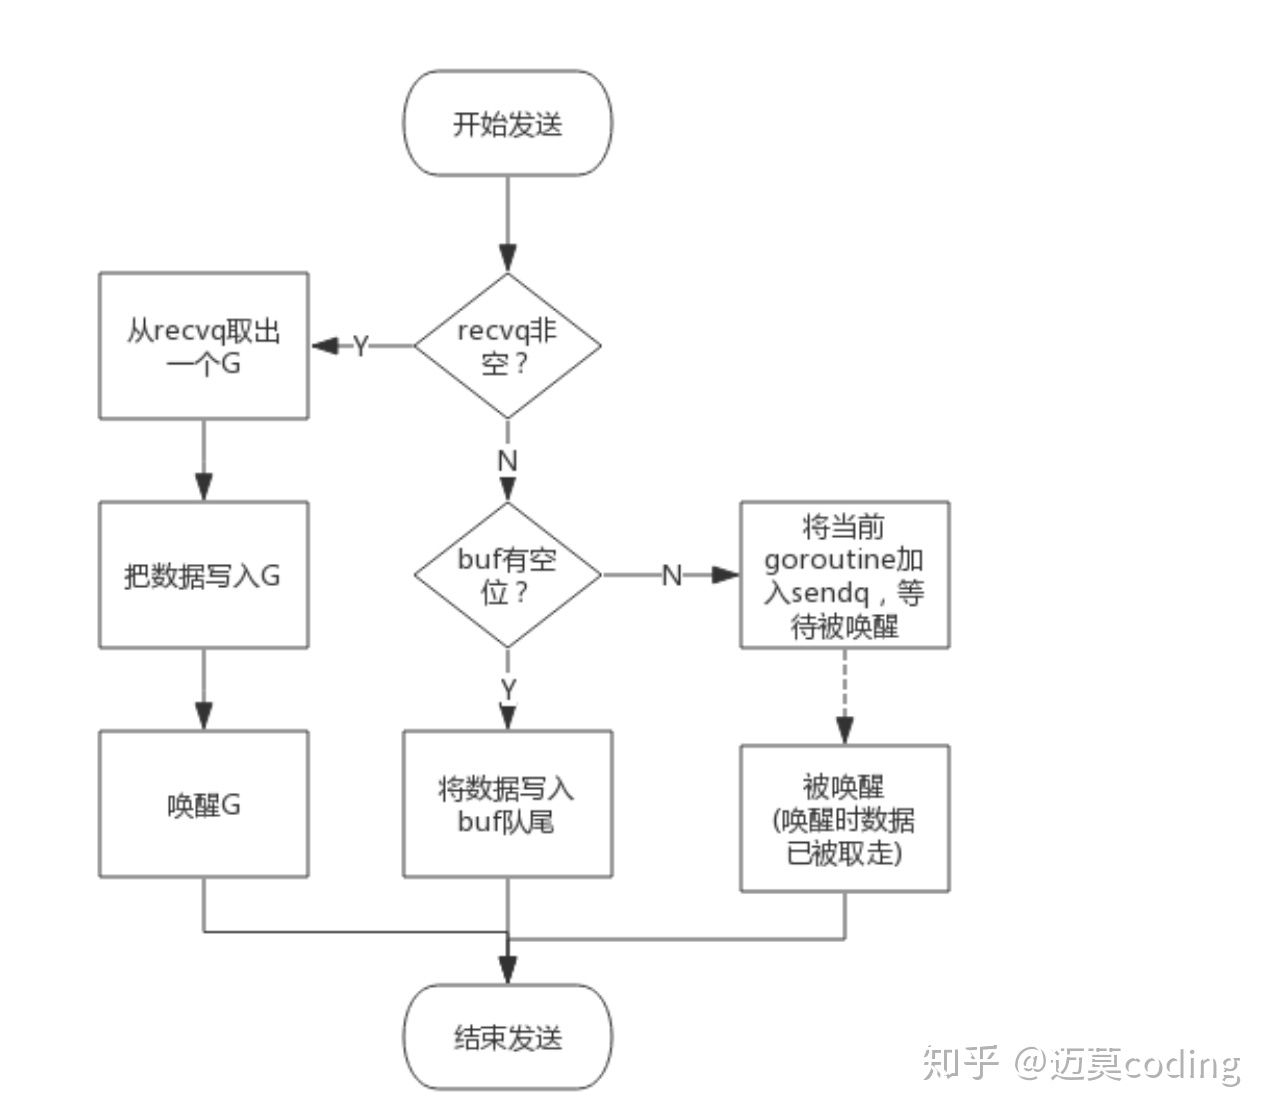 开始发送
从recvq取出
一个G
Y
recvq非
空？
N
把数据写入G
buf有空
位？
N
将当前
goroutine加
入sendq，等
待被唤醒
Y
唤醒G
将数据写入
buf队尾
被唤醒
(唤醒时数据
已被取走)
结束发送
知乎 @迈莫coding